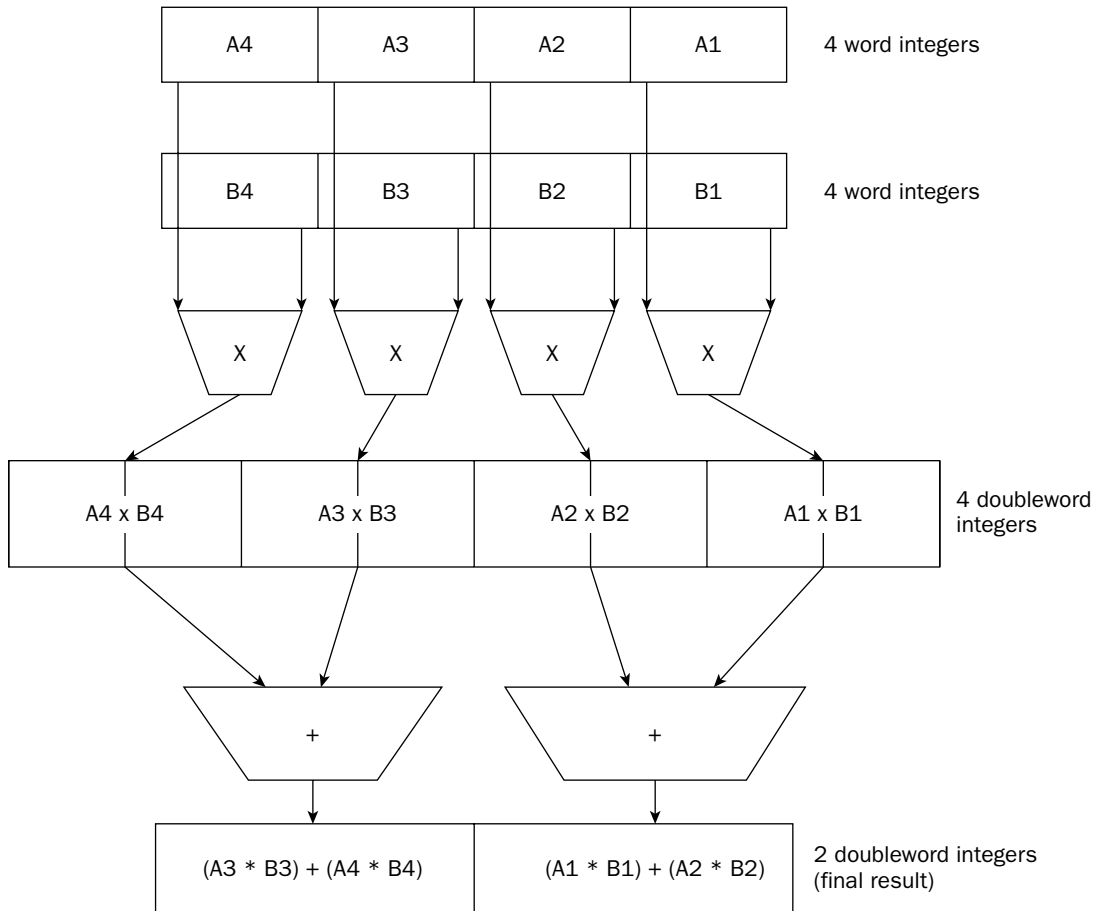 A4 A3 A2 A1 4 word integers
B4 B3 B2 B1 4 word integers
X X X X
A4 x B4 A3 x B3 A2 x B2 A1 x B1 4 doubleword
integers
+ +
(A3 * B3) + (A4 * B4) (A1 * B1) + (A2 * B2) 2 doubleword integers
(final result)